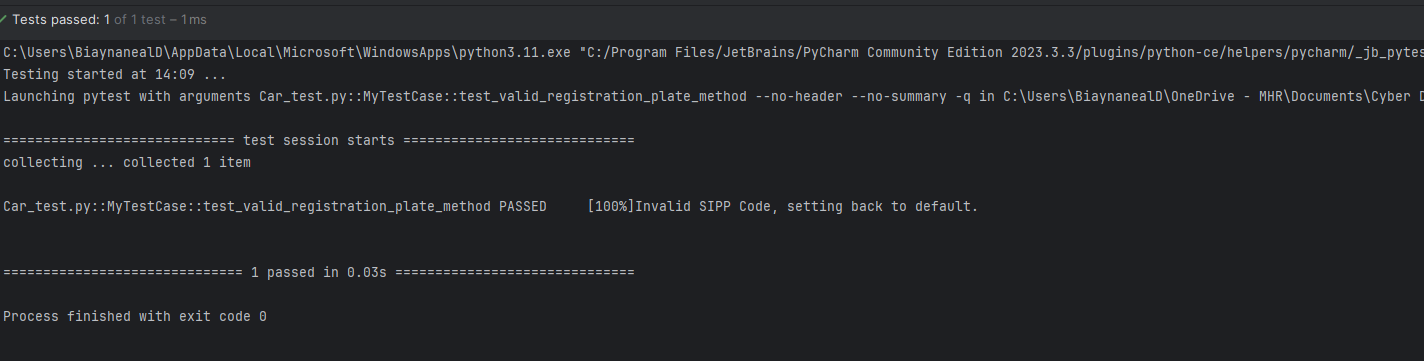 Tests passed: 1 of 1 test – 1 ms
C:\Users\BiaynanealD\AppData\Local\Microsoft\WindowsApps\python3.11.exe "C:/Program Files/JetBrains/PyCharm Community Edition 2023.3.3/plugins/python-ce/helpers/pycharm/_jb_pytes
Testing started at 14:09 ...
Launching pytest with arguments Car_test.py::MyTestCase::test_valid_registration_plate_method --no-header --no-summary -q in C:\Users\BiaynanealD\OneDrive - MHR\Documents\Cyber D
============================= test session starts =============================
collecting ... collected 1 item
Car_test.py::MyTestCase::test_valid_registration_plate_method PASSED     [100%]Invalid SIPP Code, setting back to default.
============================== 1 passed in 0.03s ==============================
Process finished with exit code 0